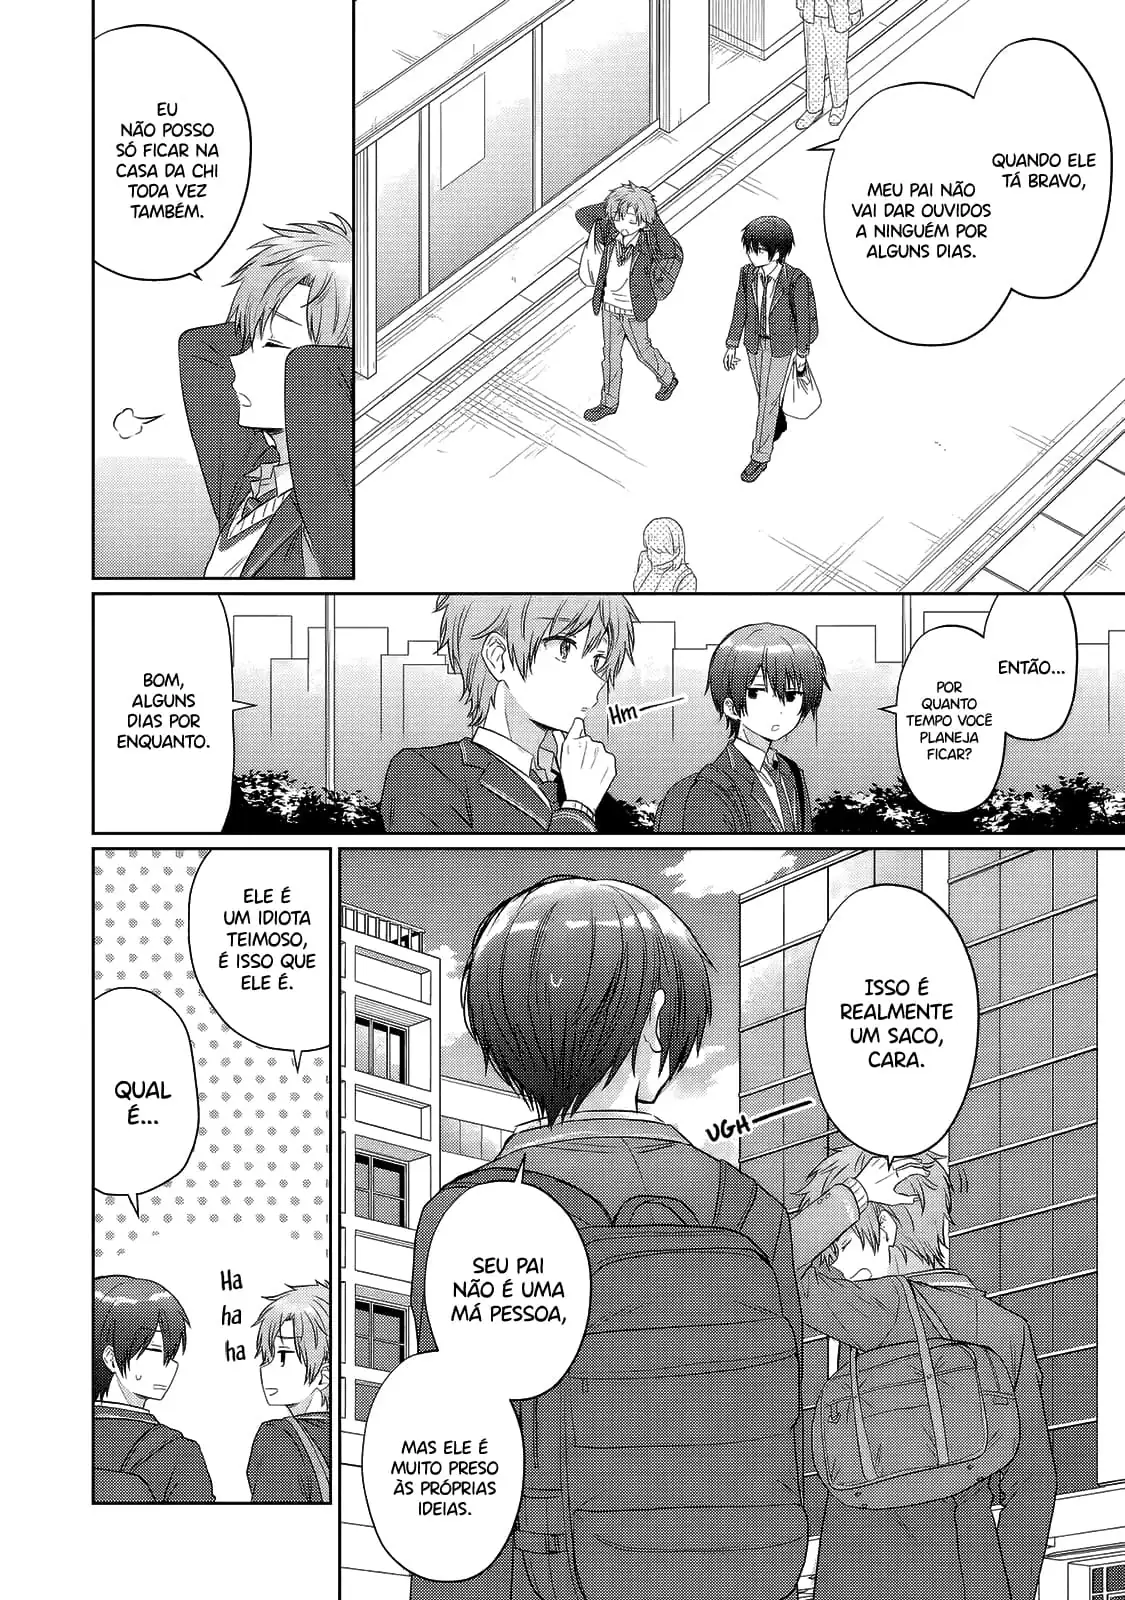 QUANDO ELE
TÁ BRAVO,
MEU PAI NÃO
VAI DAR OUVIDOS
A NINGUÉM POR
ALGUNS DIAS.
EU
NÃO POSSO
SÓ FICAR NA
CASA DA CHI
TODA VEZ
TAMBÉM.
ENTÃO...
POR
QUANTO
TEMPO VOCÊ
PLANEJA
FICAR?
Hm
BOM,
ALGUNS
DIAS POR
ENQUANTO.
ISSO É
REALMENTE
UM SACO,
CARA.
UGH
SEU PAI
NÃO É UMA
MÁ PESSOA,
MAS ELE É
MUITO PRESO
ÀS PRÓPRIAS
IDEIAS.
ELE É
UM IDIOTA
TEIMOSO,
É ISSO QUE
ELE É.
QUAL
É...
Ha
ha
ha